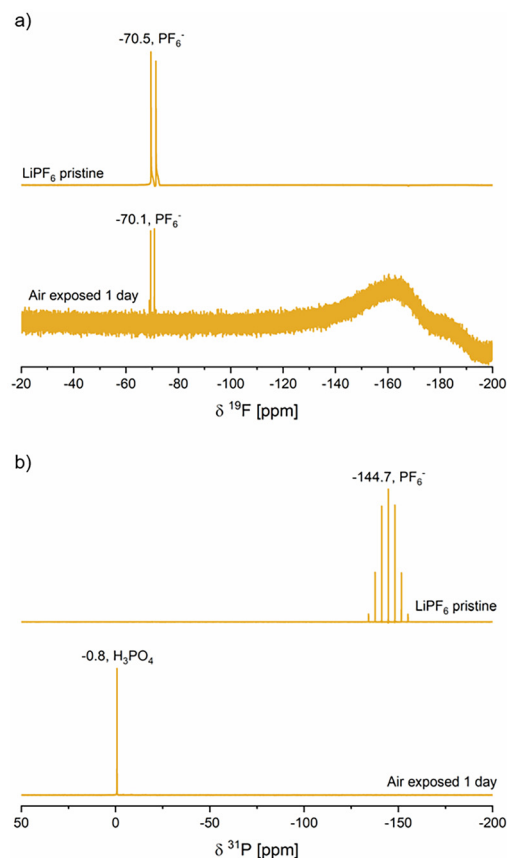 a)
-70.5, PF₆⁻
LiPF₆ pristine
-70.1, PF₆⁻
Air exposed 1 day
-20 -40 -60 -80 -100 -120 -140 -160 -180 -200
δ ¹⁹F [ppm]
b)
-144.7, PF₆⁻
LiPF₆ pristine
-0.8, H₃PO₄
Air exposed 1 day
50 0 -50 -100 -150 -200
δ ³¹P [ppm]